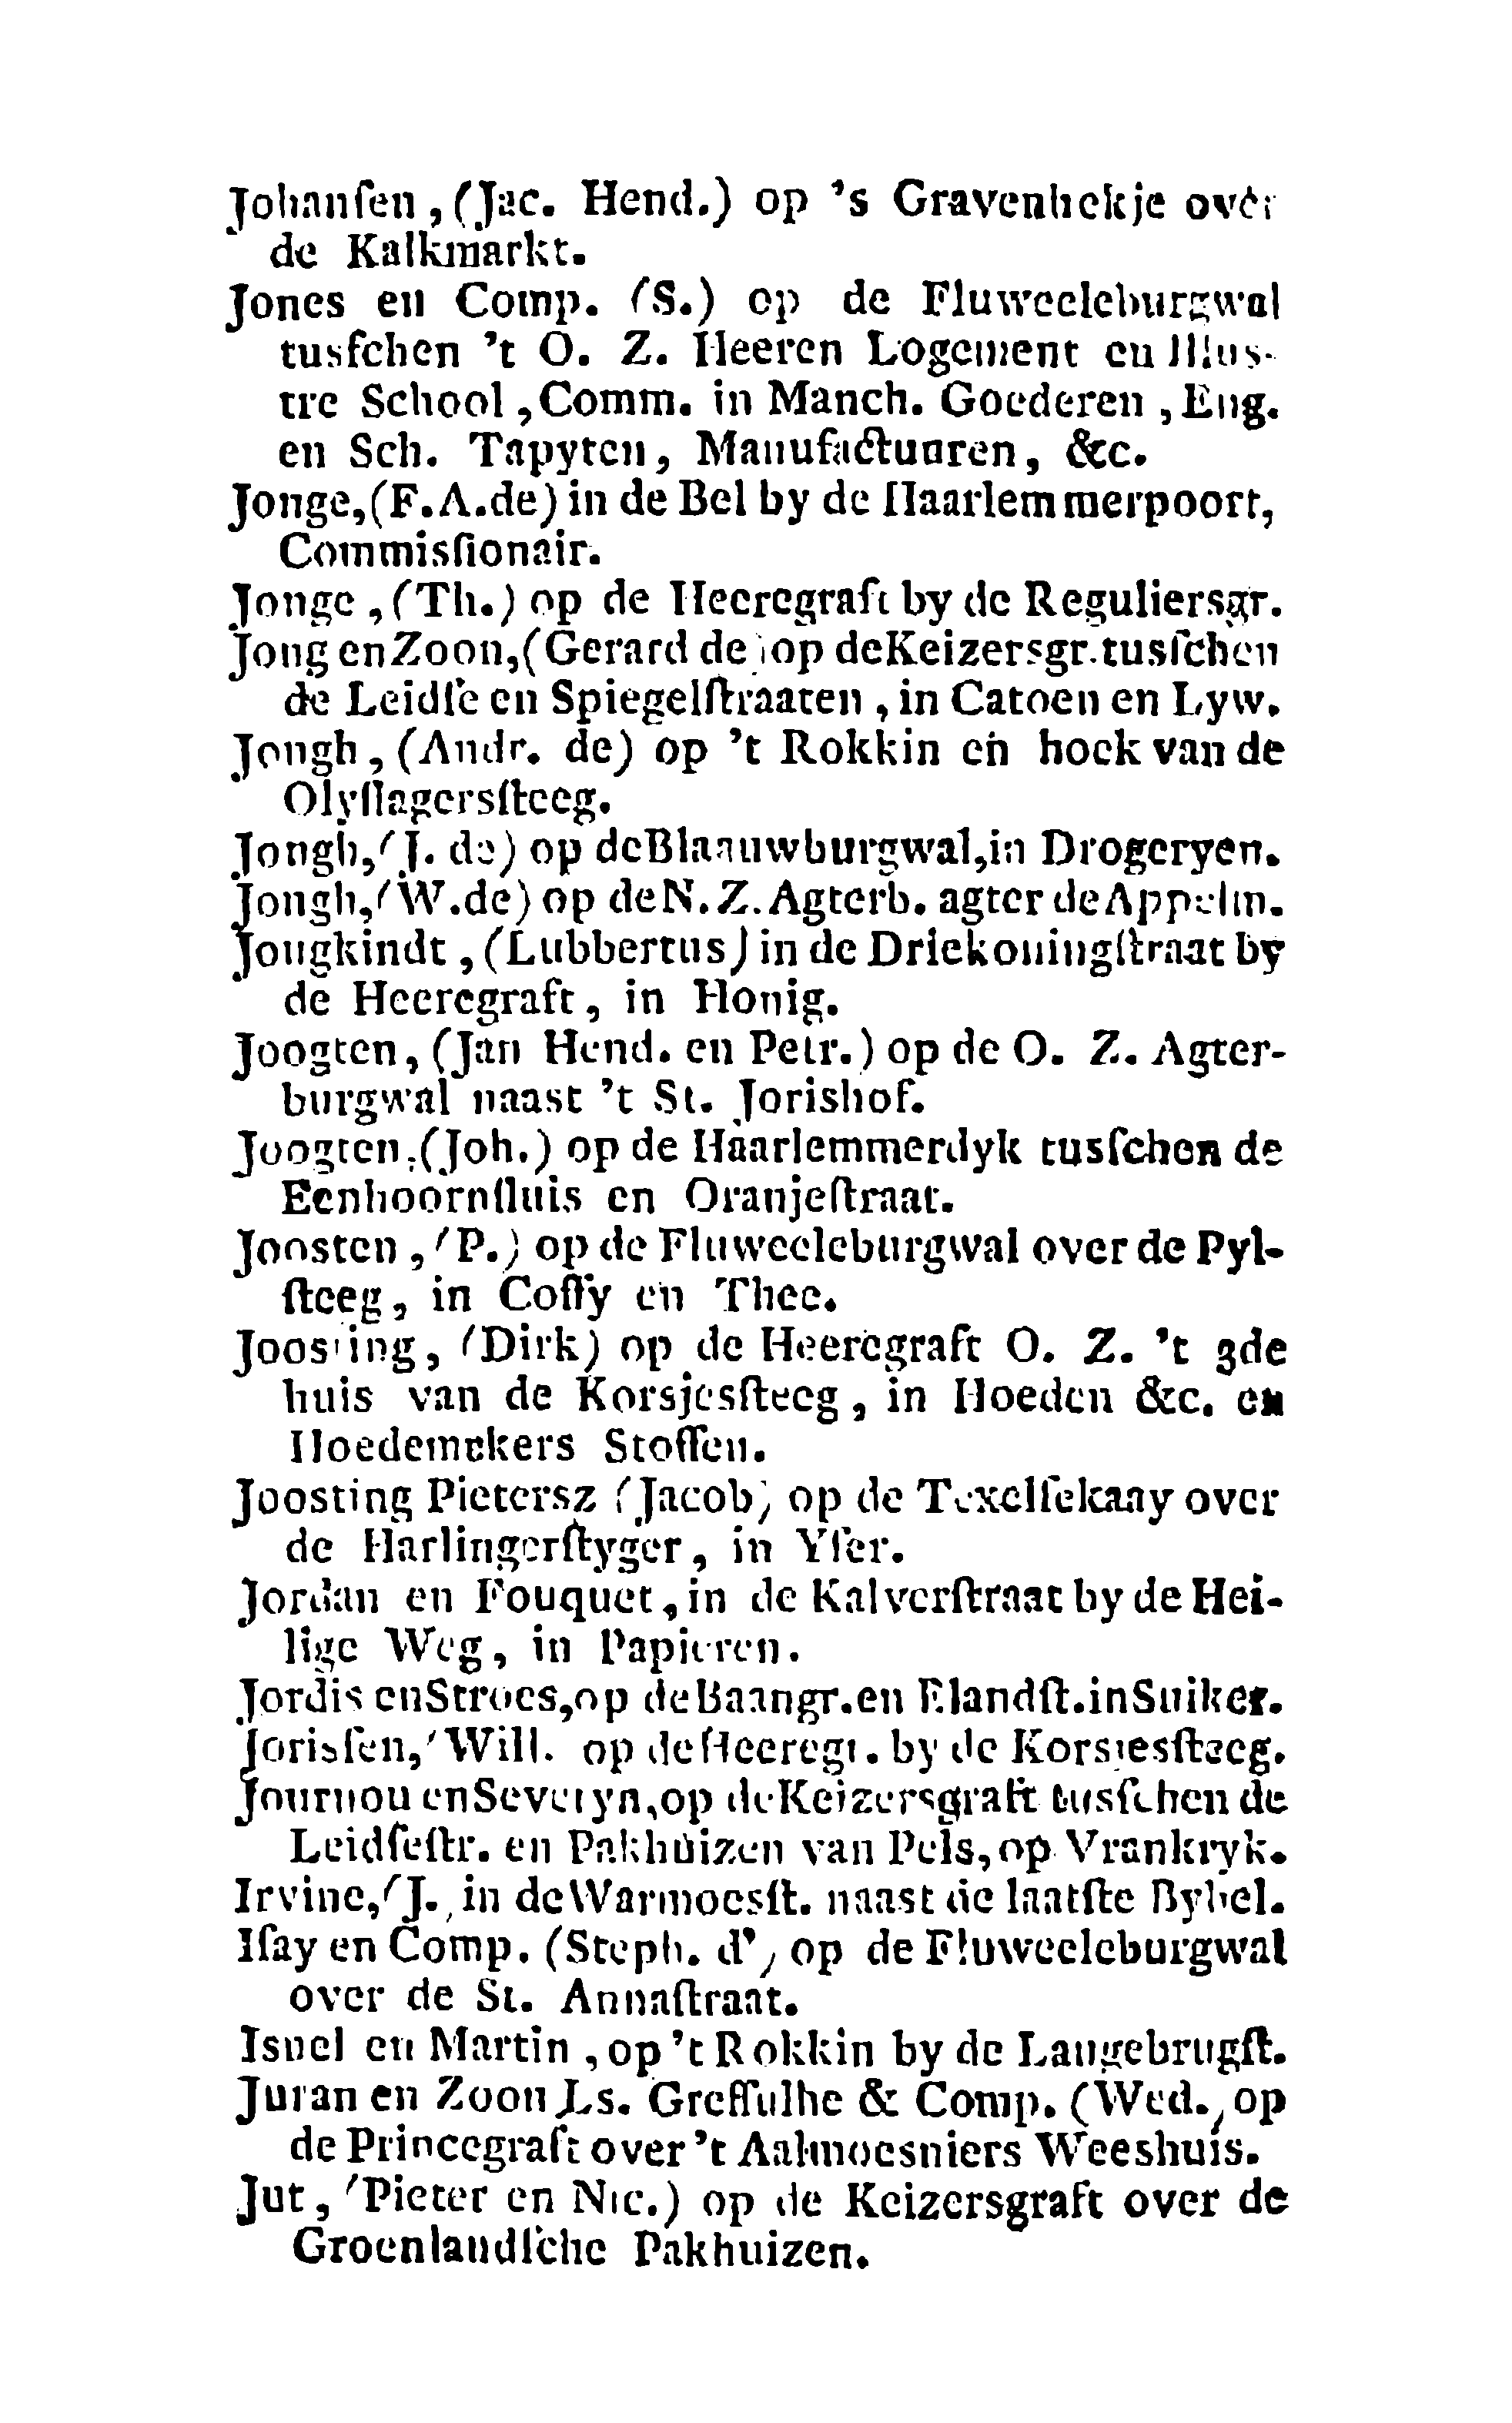 Johanſen, (Jac. Hend.) op 's Gravenhekje over
de Kalkmarkt.
Jones en Comp. (S.) op de Fluweeleburgwal
tusſchen 't O. Z. Heeren Logement en Illus-
tre School, Comm. in Manch. Goederen, Eng.
en Sch. Tapyten, Manufactuuren, &c.
Jonge, (F. A. de) in de Bel by de Haarlemmerpoort,
Commisſionair.
Jonge, (Th.) op de Heeregraft by de Reguliersgr.
Jong en Zoon, (Gerard de) op de Keizersgr. tusſchen
de Leidſe en Spiegelſtraaten, in Catoen en Lyw.
Jongh, (Andr. de) op 't Rokkin en hoek van de
Olyſlagersſteeg.
Jongh, (J. de) op de Blaauwburgwal, in Drogeryen.
Jongh, (W. de) op de N. Z. Agterb. agter de Appelm.
Jongkindt, (Lubbertus) in de Driekoningſtraat by
de Heeregraft, in Honig.
Joogten, (Jan Hend. en Petr.) op de O. Z. Agter-
burgwal naast 't St. Jorishof.
Joogten, (Joh.) op de Haarlemmerdyk tusſchen de
Eenhoornſluis en Oranjeſtraat.
Joosten, (P.) op de Fluweeleburgwal over de Pyl-
ſteeg, in Coffy en Thee.
Joosting, (Dirk) op de Heeregraft O. Z. 't 3de
huis van de Korsjesſteeg, in Hoeden &c. en
Hoedemakers Stoffen.
Joosting Pietersz (Jacob) op de Texelſekaay over
de Harlingerſtyger, in Yſer.
Jordan en Fouquet, in de Kalverſtraat by de Hei-
lige Weg, in Papieren.
Jordis en Stroes, op de Baangr. en Elandſt. in Suiker.
Jorisſen, (Will. op de Heeregr. by de Korsiesſteeg.
Journou en Severyn, op de Keizersgraft tusſchen de
Leidſeſtr. en Pakhuizen van Pels, op Vrankryk.
Irvine, (J.) in de Warmoesſt. naast de laatſte Bybel.
Iſay en Comp. (Steph. d') op de Fluweeleburgwal
over de St. Annaſtraat.
Isnel en Martin, op 't Rokkin by de Langebrugſt.
Juran en Zoon Ls. Greffulhe & Comp. (Wed.) op
de Princegraft over 't Aalmoesniers Weeshuis.
Jut, (Pieter en Nic.) op de Keizersgraft over de
Groenlandſche Pakhuizen.